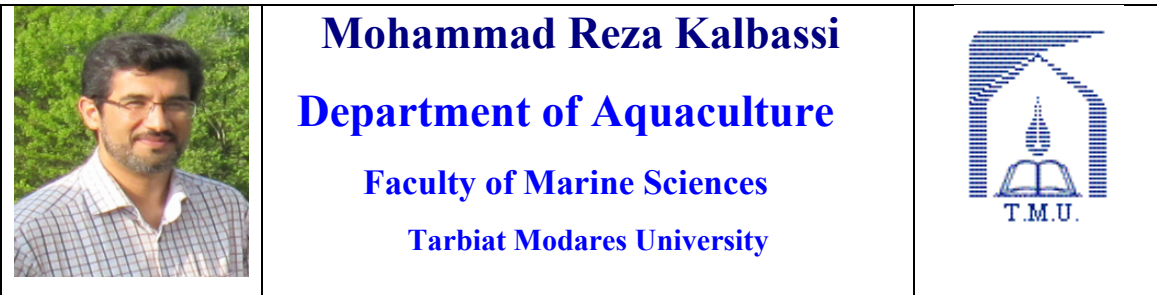 Mohammad Reza Kalbassi
Department of Aquaculture
Faculty of Marine Sciences
Tarbiat Modares University
T.M.U.